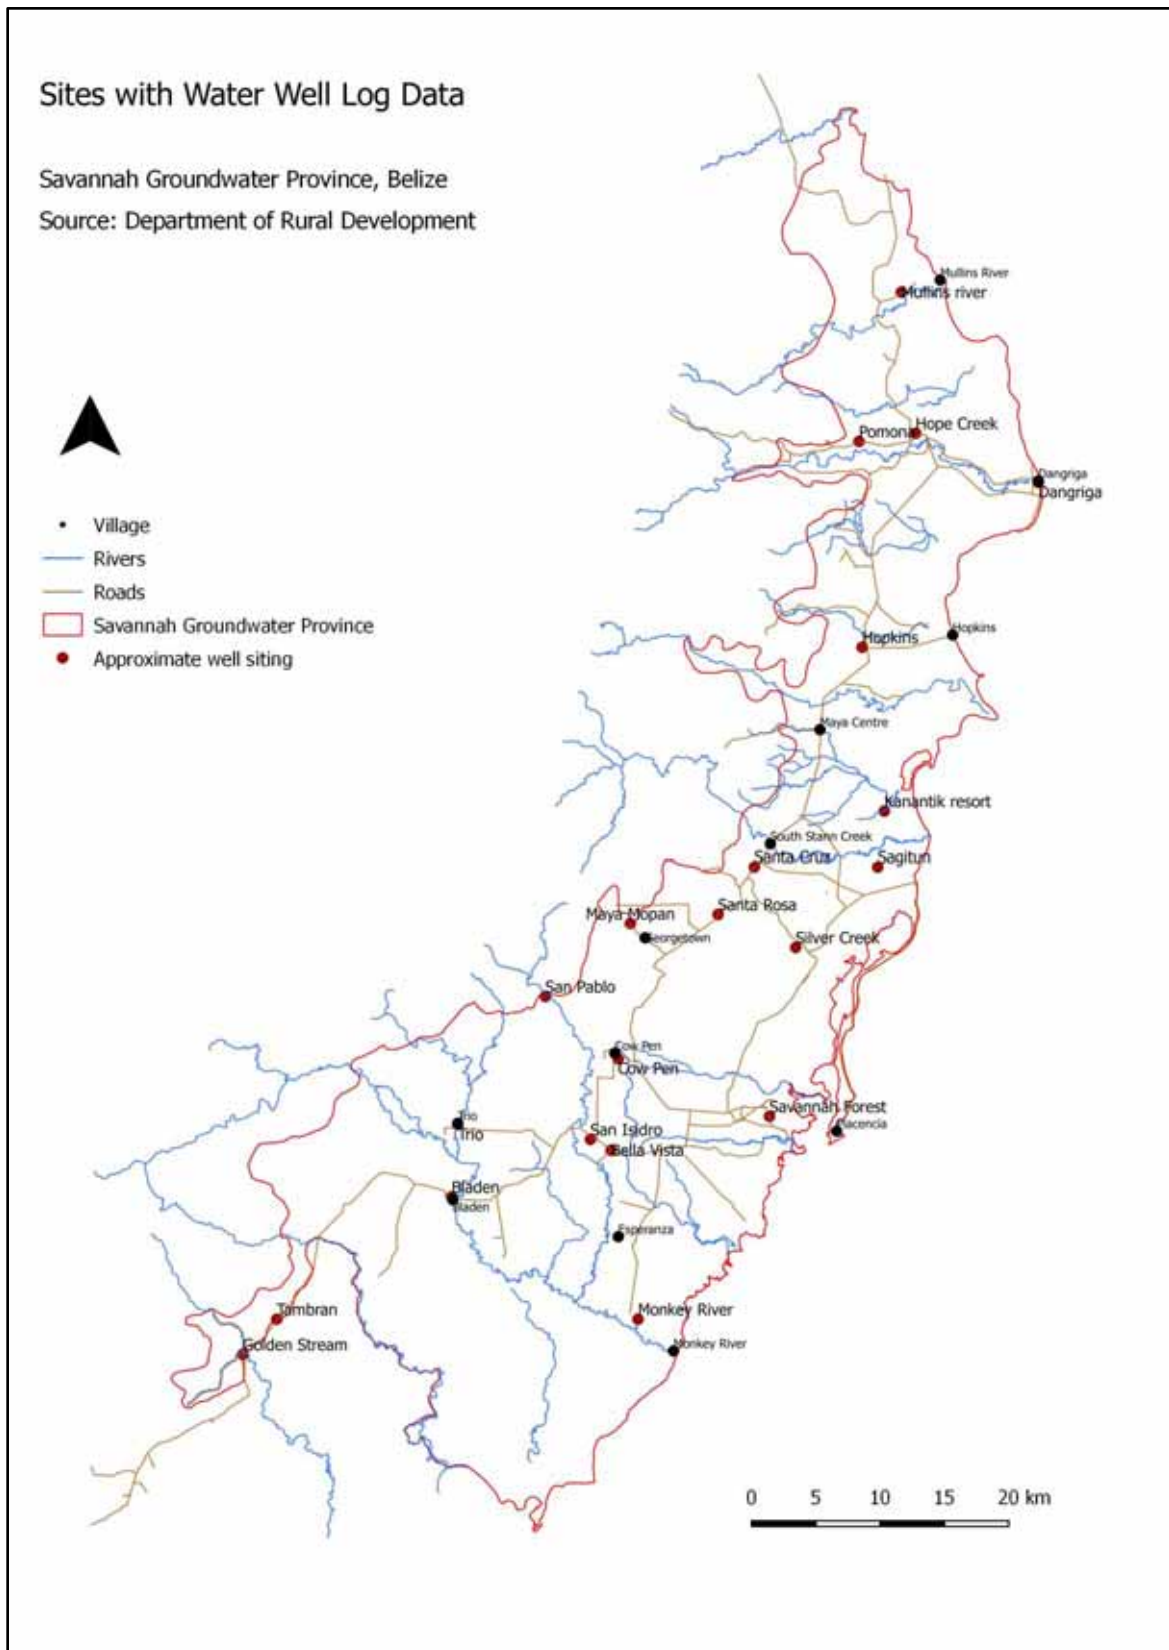 Sites with Water Well Log Data
Savannah Groundwater Province, Belize
Source: Department of Rural Development
Village
Rivers
Roads
Savannah Groundwater Province
Approximate well siting
Mullins River
Mullins river
Hope Creek
Pomona
Dangriga
Dangriga
Hopkins
Hopkins
Maya Centre
Kanantik resort
South Stann Creek
Santa Cruz
Sagitun
Santa Rosa
Maya Mopan
Georgetown
Silver Creek
San Pablo
Cow Pen
Cow Pen
Savannah Forest
Placencia
Trio
Trio
San Isidro
Bella Vista
Bladen
Bladen
Esperanza
Tambran
Monkey River
Golden Stream
Monkey River
0 5 10 15 20 km